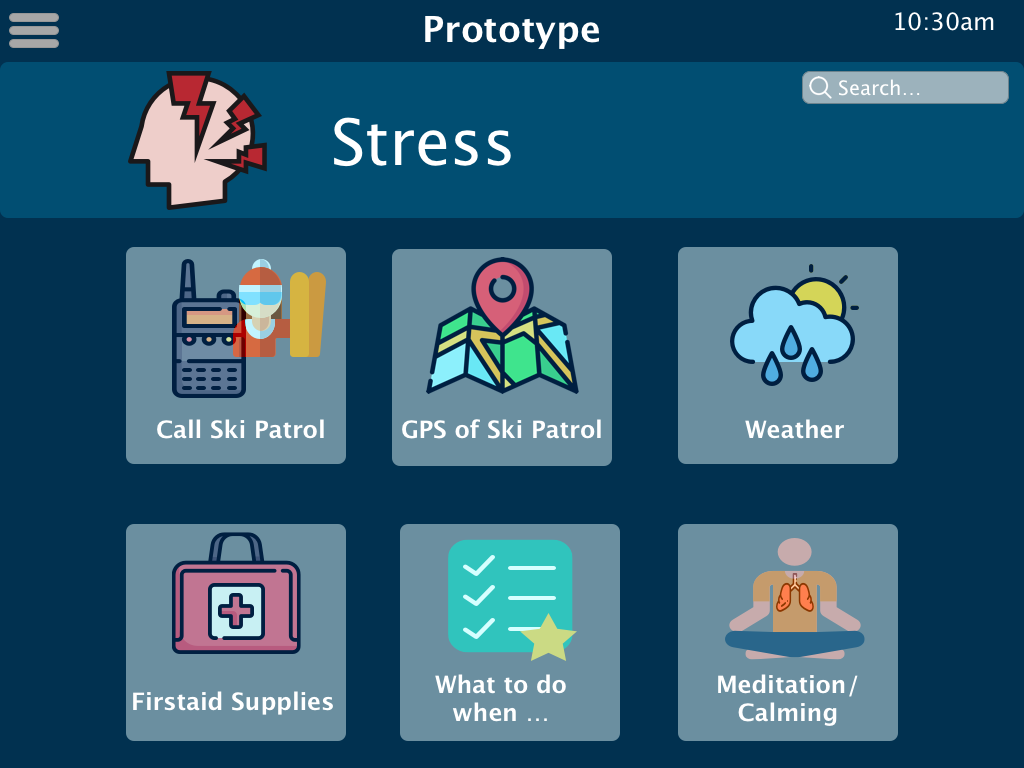 Prototype
10:30am
Search...
Stress
Call Ski Patrol
GPS of Ski Patrol
Weather
Firstaid Supplies
What to do
when ...
Meditation/
Calming